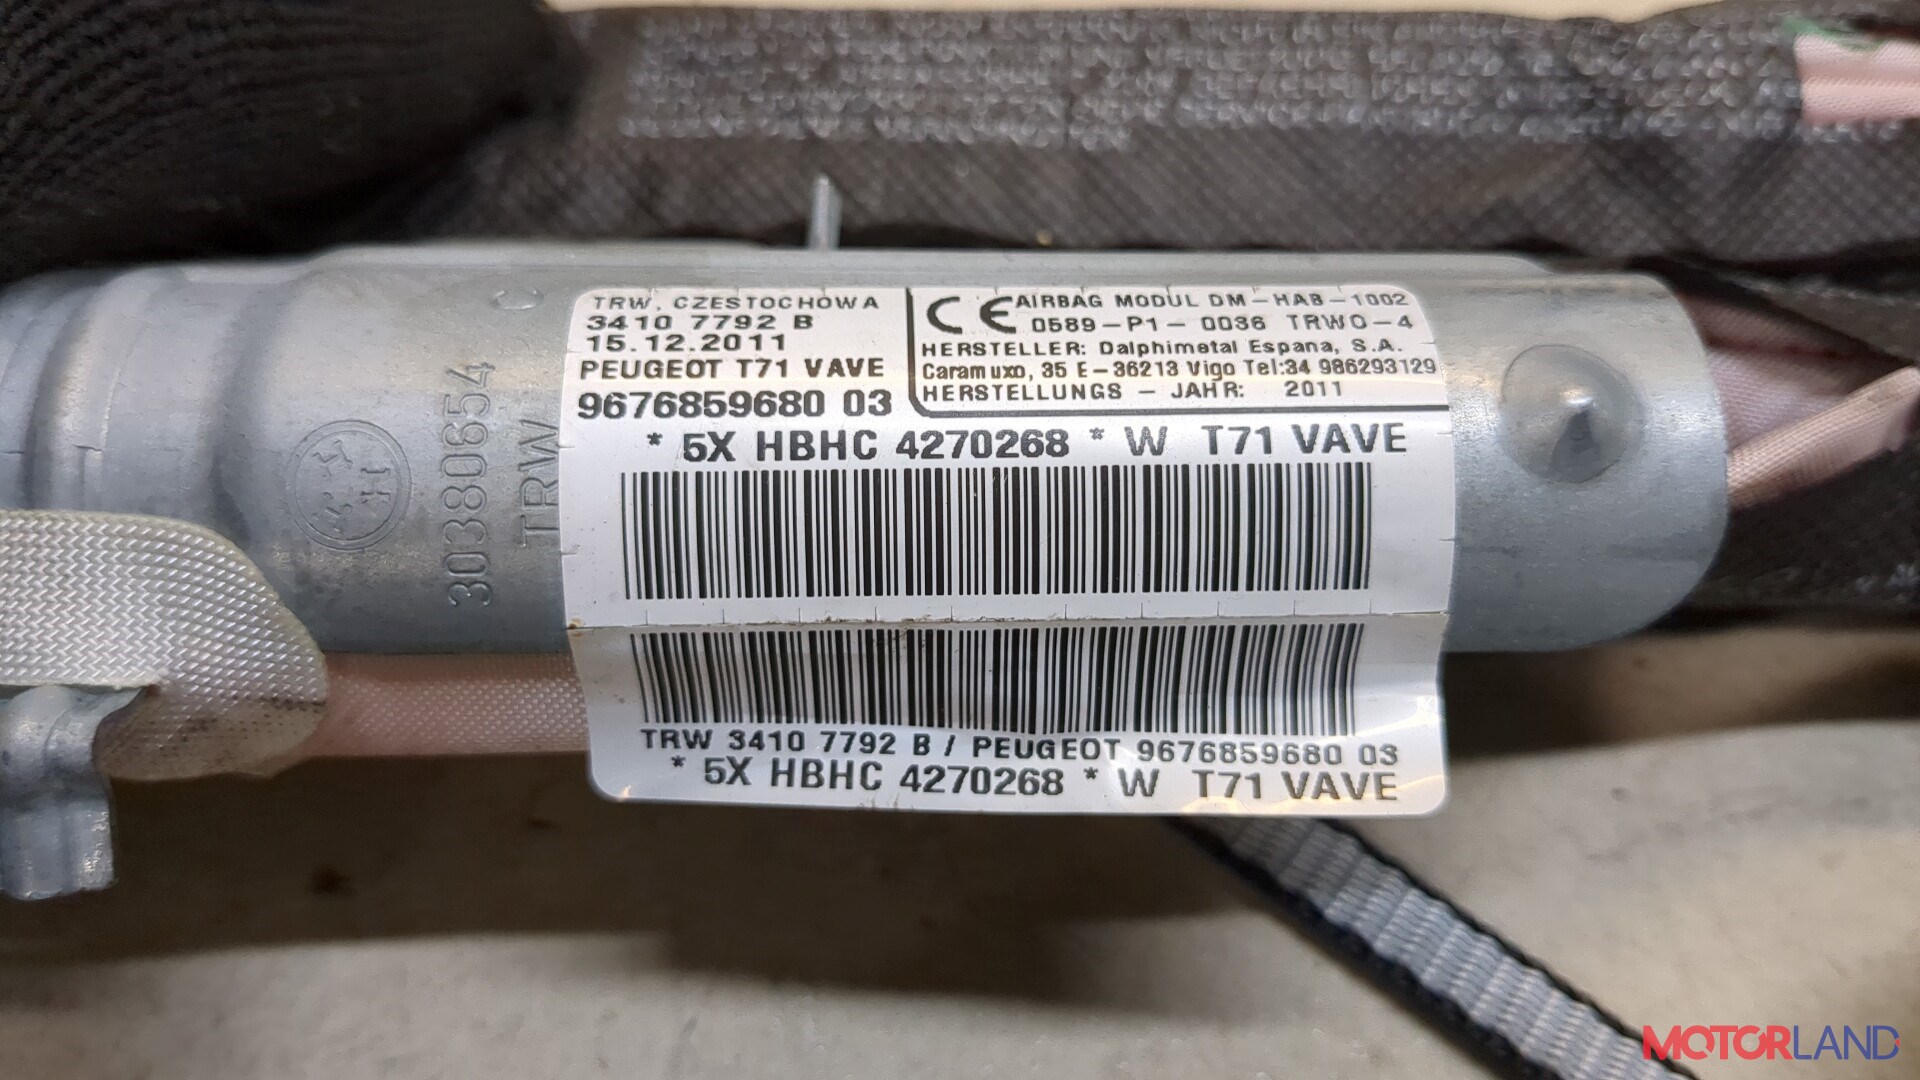 TRW, CZESTOCHOWA
3410 7792 B
15.12.2011
PEUGEOT T71 VAVE
9676859680 03
CE AIRBAG MODUL DM-HAB-1002
0589-P1-0036 TRWO-4
HERSTELLER: Dalphimetal Espana, S.A.
Caramuxo, 35 E-36213 Vigo Tel:34 986293129
HERSTELLUNGS - JAHR: 2011
* 5X HBHC 4270268 * W T71 VAVE
TRW 3410 7792 B / PEUGEOT 9676859680 03
* 5X HBHC 4270268 * W T71 VAVE
30380654
TRW
MOTORLAND